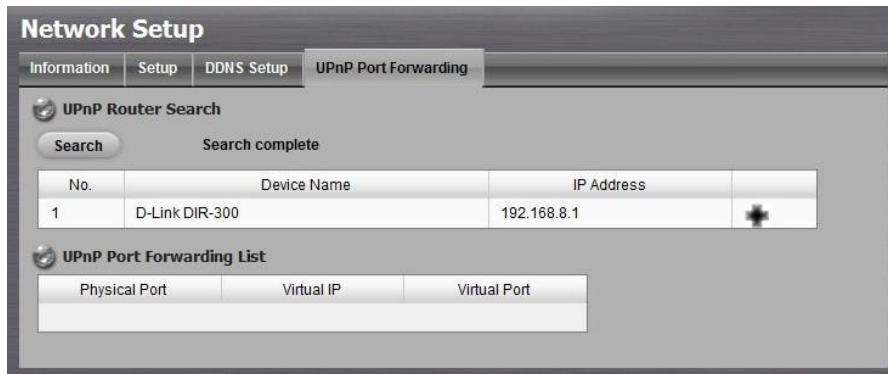 Network Setup
Information Setup DDNS Setup UPnP Port Forwarding
UPnP Router Search
Search Search complete
No. Device Name IP Address
1 D-Link DIR-300 192.168.8.1
UPnP Port Forwarding List
Physical Port Virtual IP Virtual Port